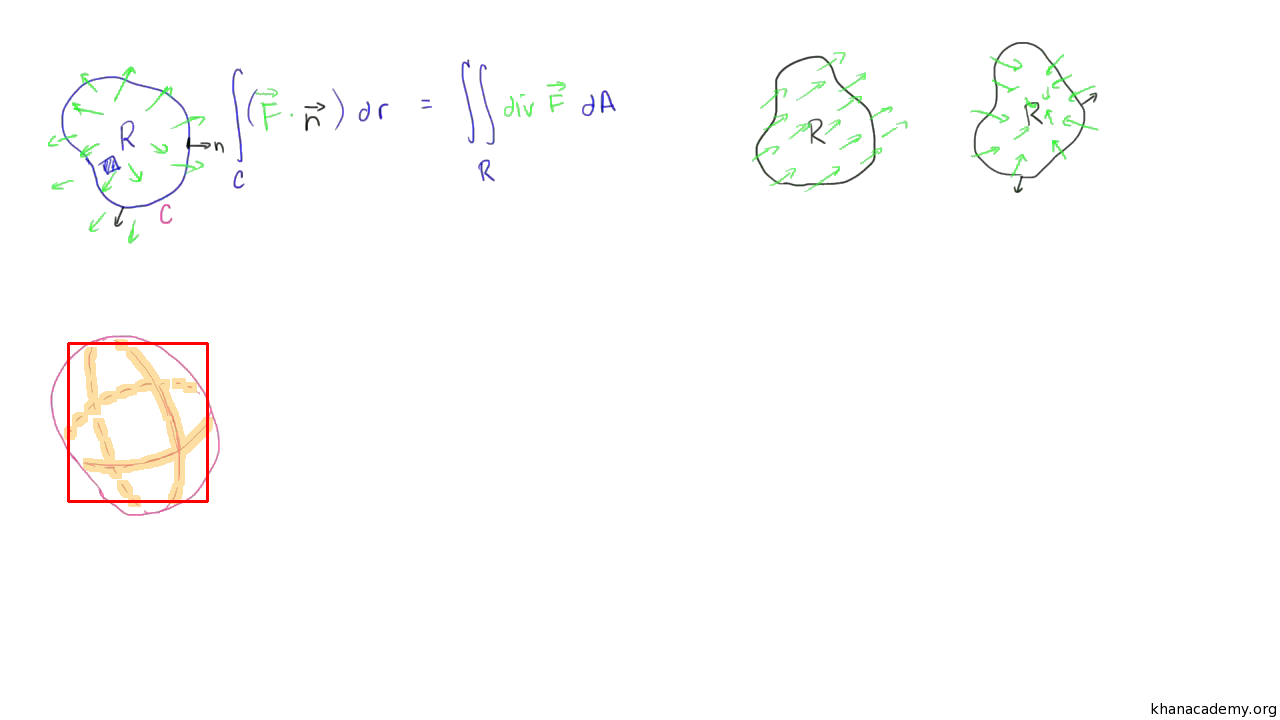 R
n
C
∫_C (F⃗ · n⃗) dr = ∬_R div F⃗ dA
R
R
khanacademy.org